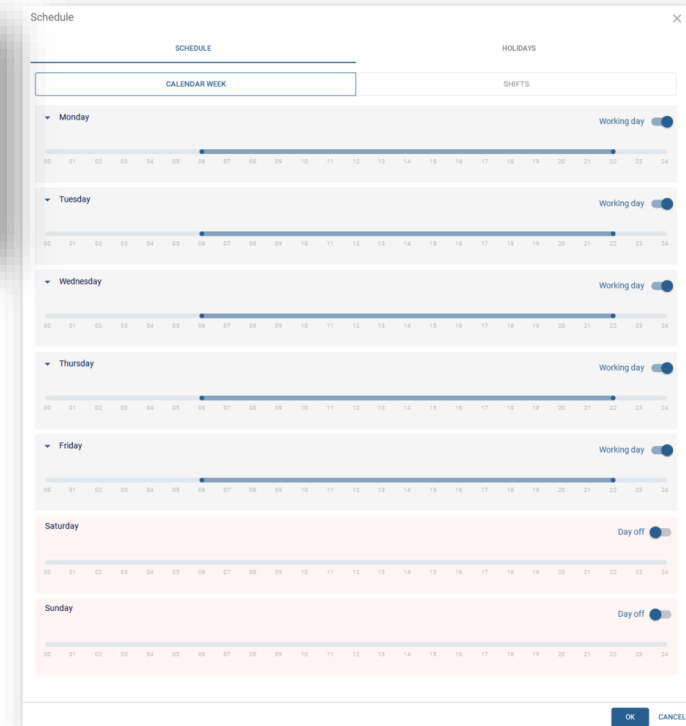 Schedule
SCHEDULE HOLIDAYS
CALENDAR WEEK SHIFTS
Monday Working day
00 01 02 03 04 05 06 07 08 09 10 11 12 13 14 15 16 17 18 19 20 21 22 23 24
Tuesday Working day
00 01 02 03 04 05 06 07 08 09 10 11 12 13 14 15 16 17 18 19 20 21 22 23 24
Wednesday Working day
00 01 02 03 04 05 06 07 08 09 10 11 12 13 14 15 16 17 18 19 20 21 22 23 24
Thursday Working day
00 01 02 03 04 05 06 07 08 09 10 11 12 13 14 15 16 17 18 19 20 21 22 23 24
Friday Working day
00 01 02 03 04 05 06 07 08 09 10 11 12 13 14 15 16 17 18 19 20 21 22 23 24
Saturday Day off
00 01 02 03 04 05 06 07 08 09 10 11 12 13 14 15 16 17 18 19 20 21 22 23 24
Sunday Day off
00 01 02 03 04 05 06 07 08 09 10 11 12 13 14 15 16 17 18 19 20 21 22 23 24
OK CANCEL